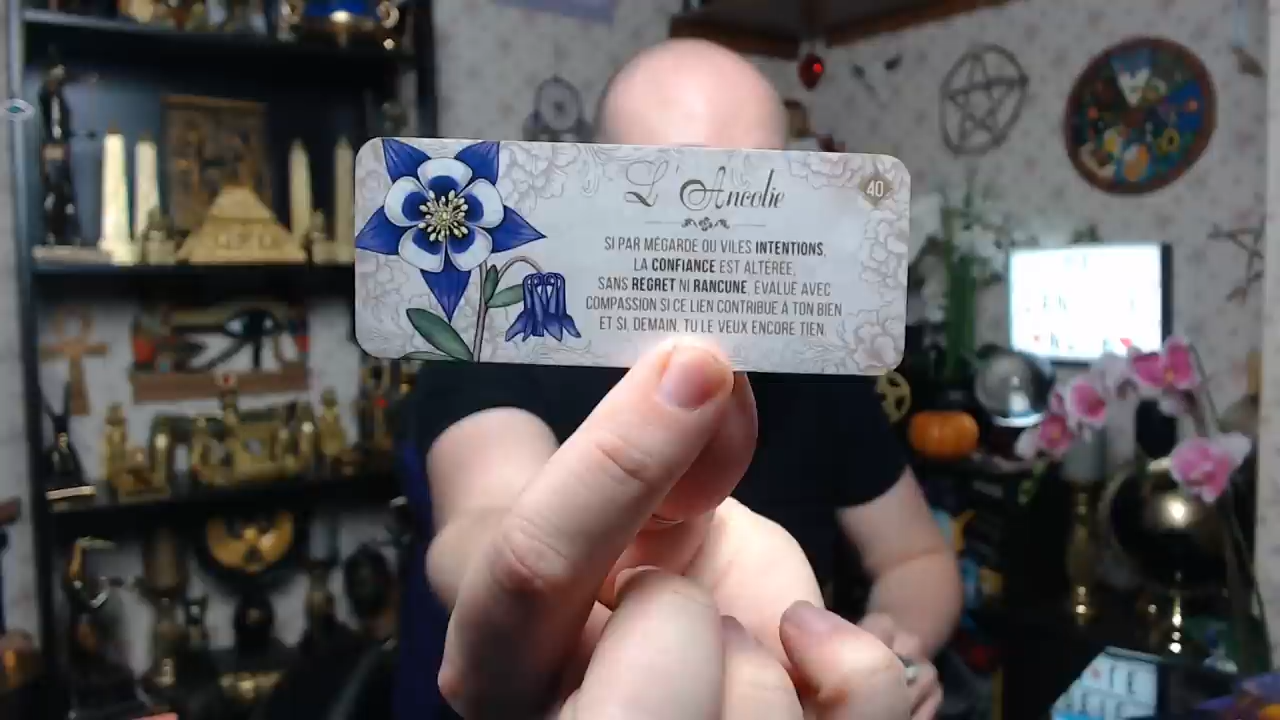 L'Ancolie
40
SI PAR MÉGARDE OU VILES INTENTIONS,
LA CONFIANCE EST ALTÉRÉE,
SANS REGRET NI RANCUNE, ÉVALUE AVEC
COMPASSION SI CE LIEN CONTRIBUE À TON BIEN
ET SI, DEMAIN, TU LE VEUX ENCORE TIEN.